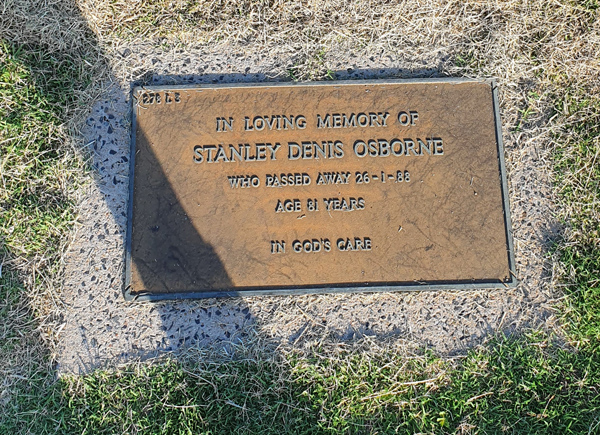 IN LOVING MEMORY OF
STANLEY DENIS OSBORNE
WHO PASSED AWAY 26-1-88
AGE 81 YEARS
IN GOD'S CARE